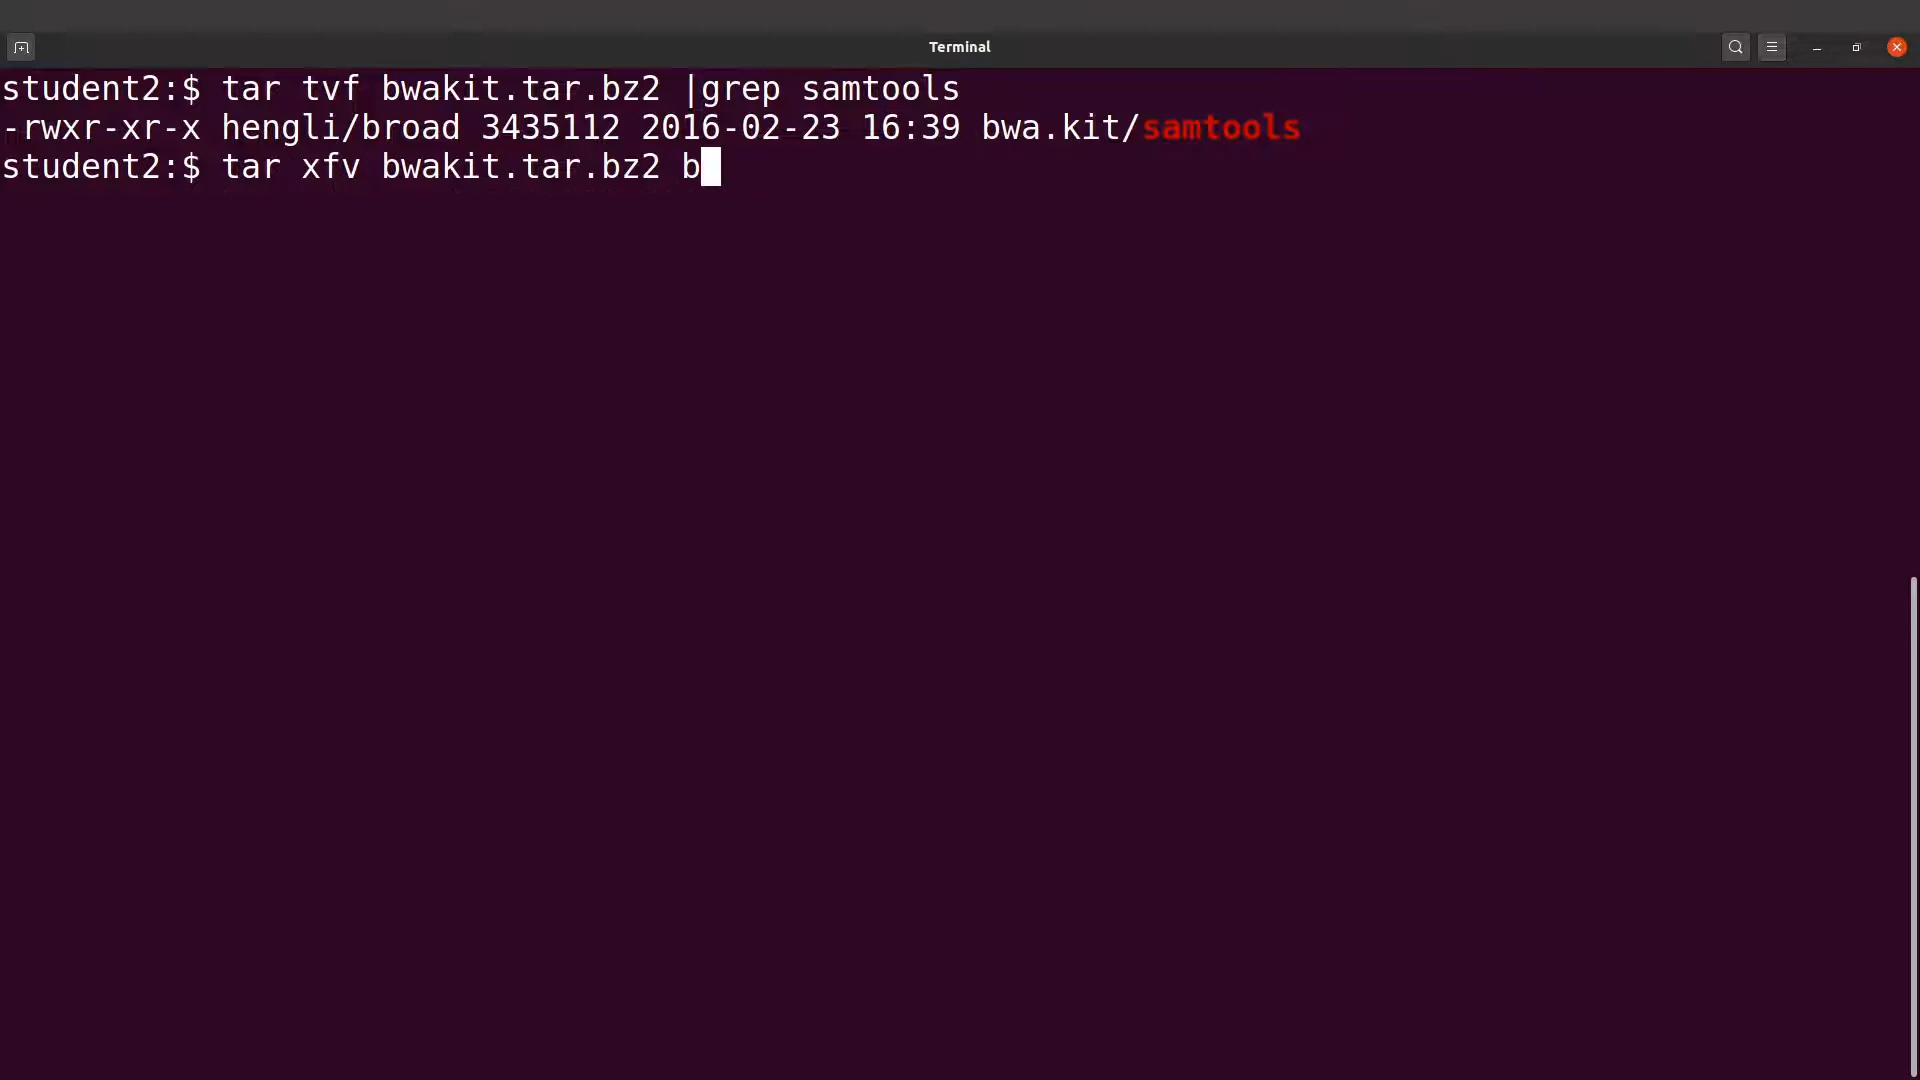 Terminal
student2:$ tar tvf bwakit.tar.bz2 |grep samtools
-rwxr-xr-x hengli/broad 3435112 2016-02-23 16:39 bwa.kit/samtools
student2:$ tar xfv bwakit.tar.bz2 b